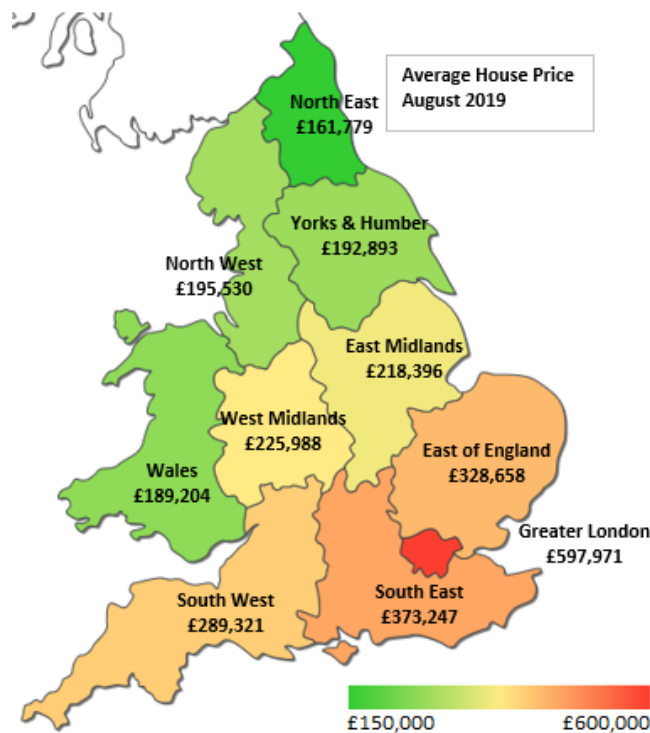 Average House Price
August 2019
North East
£161,779
Yorks & Humber
£192,893
North West
£195,530
East Midlands
£218,396
West Midlands
£225,988
East of England
£328,658
Wales
£189,204
Greater London
£597,971
South East
£373,247
South West
£289,321
£150,000
£600,000